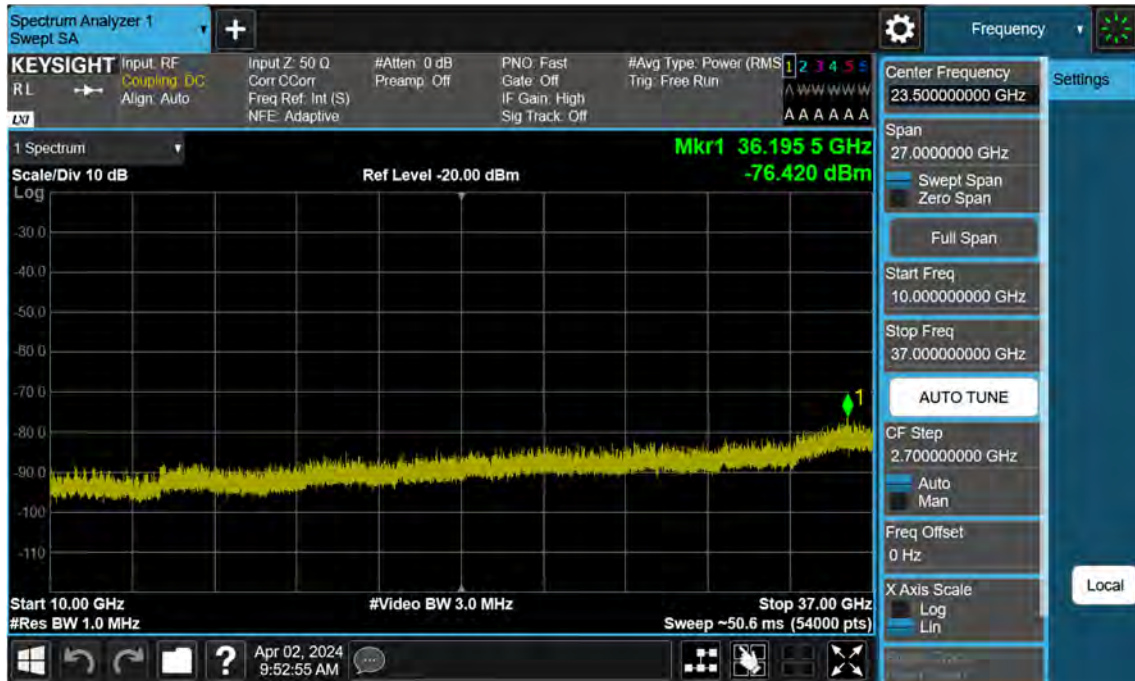 Spectrum Analyzer 1
Swept SA
+
Frequency
KEYSIGHT
RL
LXI
Input: RF
Coupling: DC
Align: Auto
Input Z: 50 Ω
Corr CCorr
Freq Ref: Int (S)
NFE: Adaptive
#Atten: 0 dB
Preamp: Off
PNO: Fast
Gate: Off
IF Gain: High
Sig Track: Off
#Avg Type: Power (RMS
Trig: Free Run
1 2 3 4 5 6
A W W W W W
A A A A A A
1 Spectrum
Mkr1 36.195 5 GHz
-76.420 dBm
Scale/Div 10 dB
Ref Level -20.00 dBm
Log
-30.0
-40.0
-50.0
-60.0
-70.0
-80.0
-90.0
-100
-110
1
Start 10.00 GHz
#Video BW 3.0 MHz
Stop 37.00 GHz
#Res BW 1.0 MHz
Sweep ~50.6 ms (54000 pts)
Center Frequency
23.500000000 GHz
Settings
Span
27.0000000 GHz
Swept Span
Zero Span
Full Span
Start Freq
10.000000000 GHz
Stop Freq
37.000000000 GHz
AUTO TUNE
CF Step
2.700000000 GHz
Auto
Man
Freq Offset
0 Hz
X Axis Scale
Log
Lin
Local
?
Apr 02, 2024
9:52:55 AM